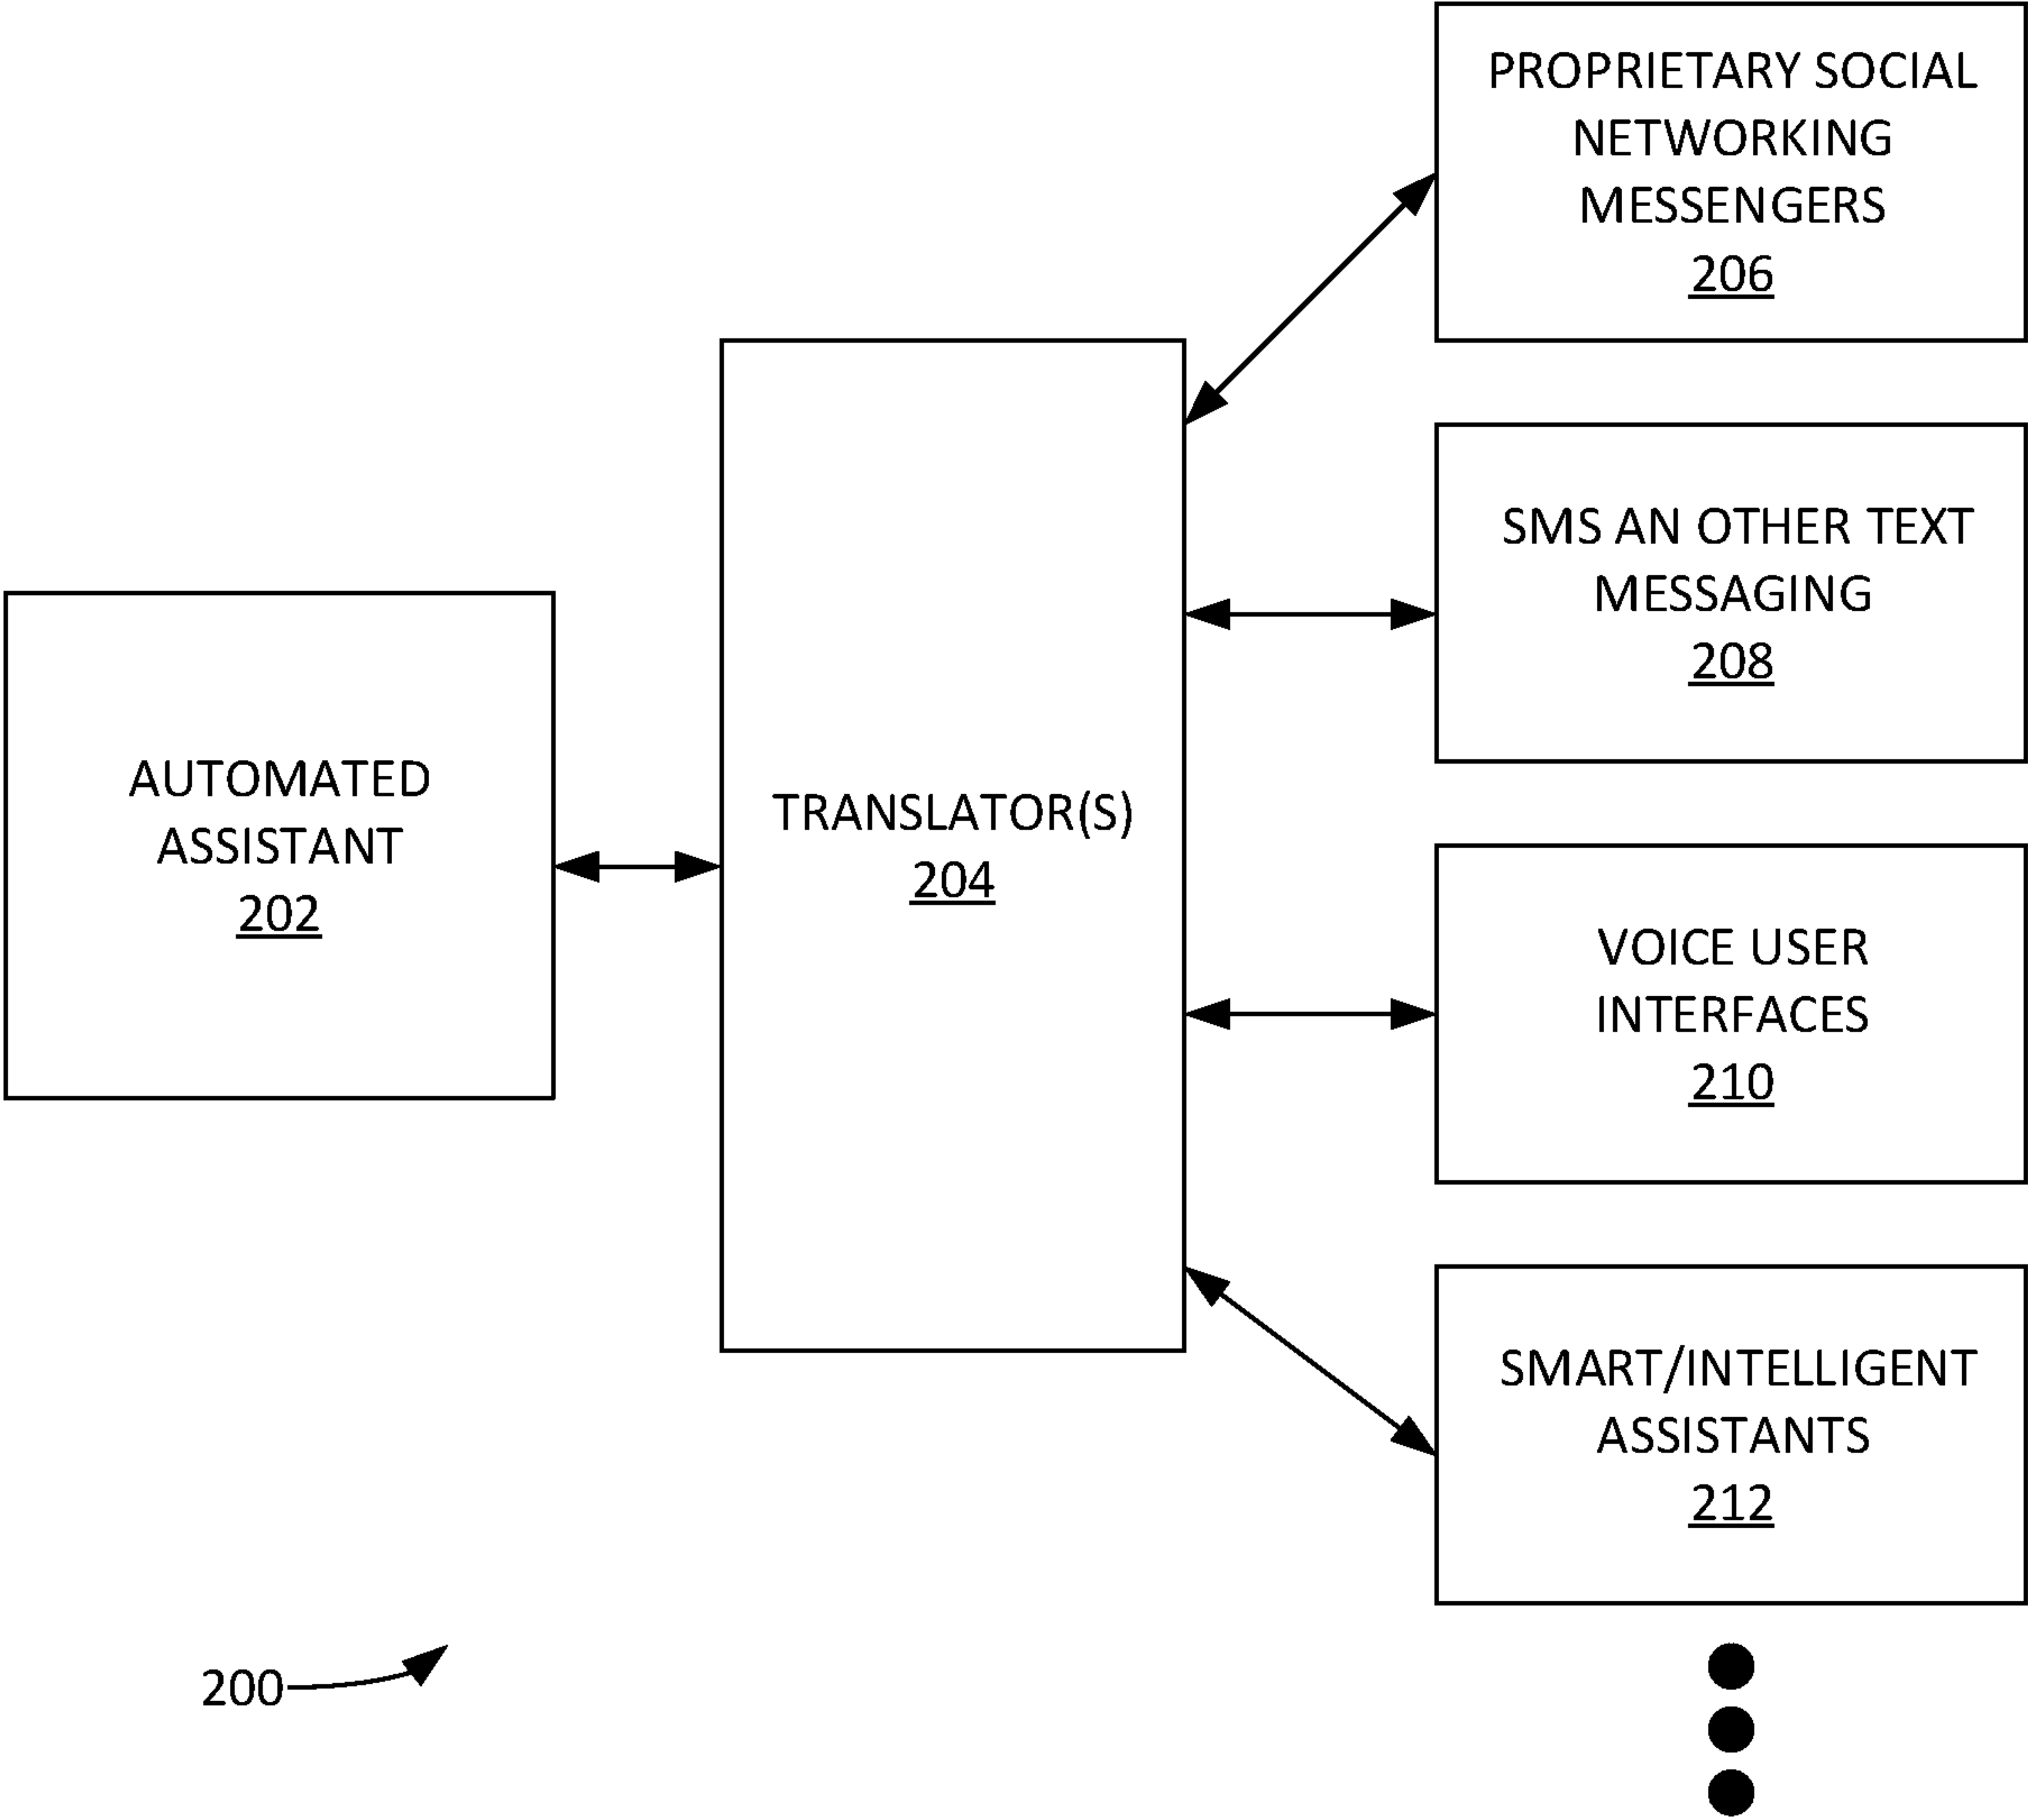 PROPRIETARY SOCIAL
NETWORKING
MESSENGERS
206
SMS AN OTHER TEXT
MESSAGING
208
AUTOMATED
ASSISTANT
202
TRANSLATOR(S)
204
VOICE USER
INTERFACES
210
SMART/INTELLIGENT
ASSISTANTS
212
200